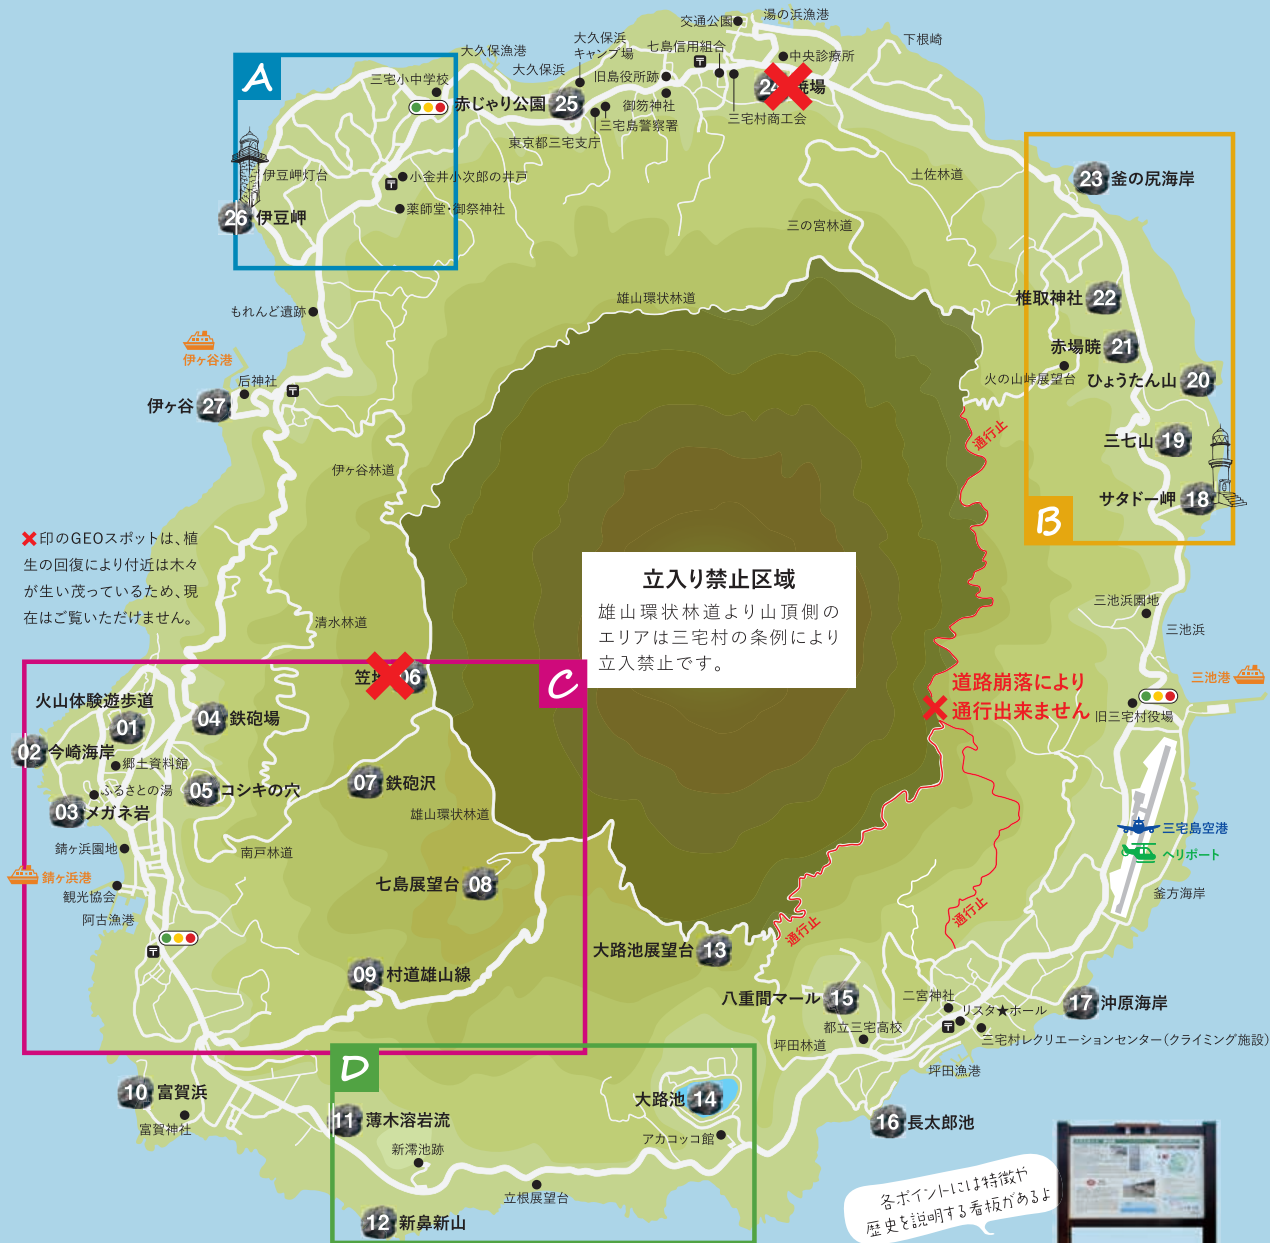 交通公園
湯の浜漁港
下根崎
大久保漁港
大久保浜
キャンプ場
七島信用組合
中央診療所
A
三宅小中学校
大久保浜
旧島役所跡
24
焼場
赤じゃり公園 25
御笏神社
三宅村商工会
三宅島警察署
東京都三宅支庁
伊豆岬灯台
小金井小次郎の井戸
薬師堂・御祭神社
26 伊豆岬
土佐林道
三の宮林道
23 釜の尻海岸
もれんど遺跡
雄山環状林道
椎取神社 22
赤場暁 21
伊ヶ谷港
火の山峠展望台
ひょうたん山 20
后神社
伊ヶ谷 27
通行止
三七山 19
伊ヶ谷林道
サタドー岬 18
B
印のGEOスポットは、植
生の回復により付近は木々
が生い茂っているため、現
在はご覧いただけません。
立入り禁止区域
雄山環状林道より山頂側の
エリアは三宅村の条例により
立入禁止です。
清水林道
三池浜園地
三池浜
笠地 06
C
三池港
道路崩落により
通行出来ません
旧三宅村役場
火山体験遊歩道
01
04 鉄砲場
02 今崎海岸
郷土資料館
ふるさとの湯
05 コシキの穴
07 鉄砲沢
03 メガネ岩
雄山環状林道
三宅島空港
ヘリポート
錆ヶ浜園地
南戸林道
錆ヶ浜港
観光協会
七島展望台 08
釜方海岸
阿古漁港
通行止
通行止
大路池展望台 13
09 村道雄山線
八重間マール 15
二宮神社
リスタ★ホール
17 沖原海岸
都立三宅高校
坪田林道
三宅村レクリエーションセンター(クライミング施設)
坪田漁港
D
10 富賀浜
富賀神社
11 薄木溶岩流
大路池 14
16 長太郎池
新澪池跡
アカコッコ館
立根展望台
12 新鼻新山
各ポイントには特徴や
歴史を説明する看板があるよ